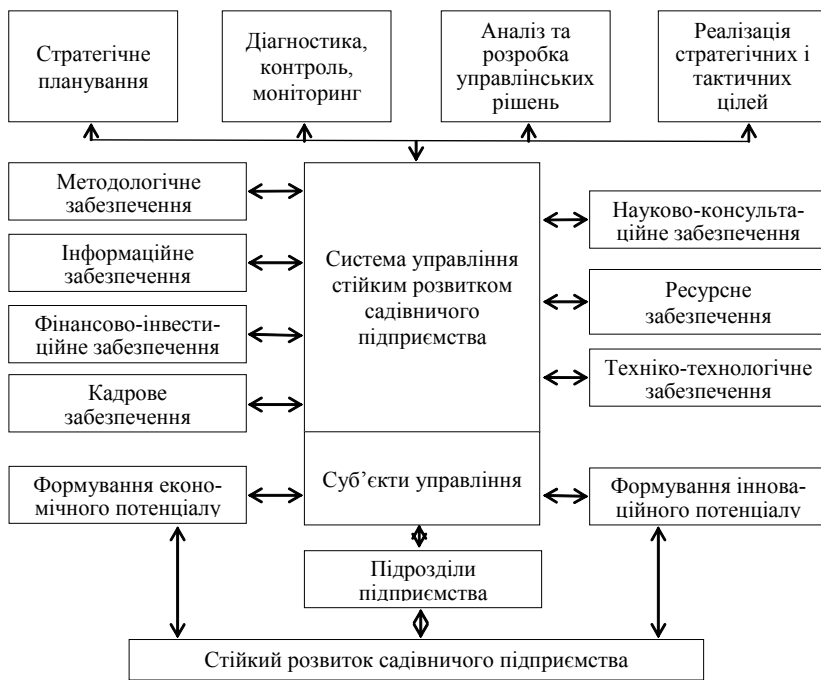 Стратегічне
планування
Діагностика,
контроль,
моніторинг
Аналіз та
розробка
управлінських
рішень
Реалізація
стратегічних і
тактичних
цілей
Методологічне
забезпечення
Інформаційне
забезпечення
Фінансово-інвести-
ційне забезпечення
Кадрове
забезпечення
Система управління
стійким розвитком
садівничого
підприємства
Науково-консульта-
ційне забезпечення
Ресурсне
забезпечення
Техніко-технологічне
забезпечення
Формування еконо-
мічного потенціалу
Суб’єкти управління
Формування іннова-
ційного потенціалу
Підрозділи
підприємства
Стійкий розвиток садівничого підприємства